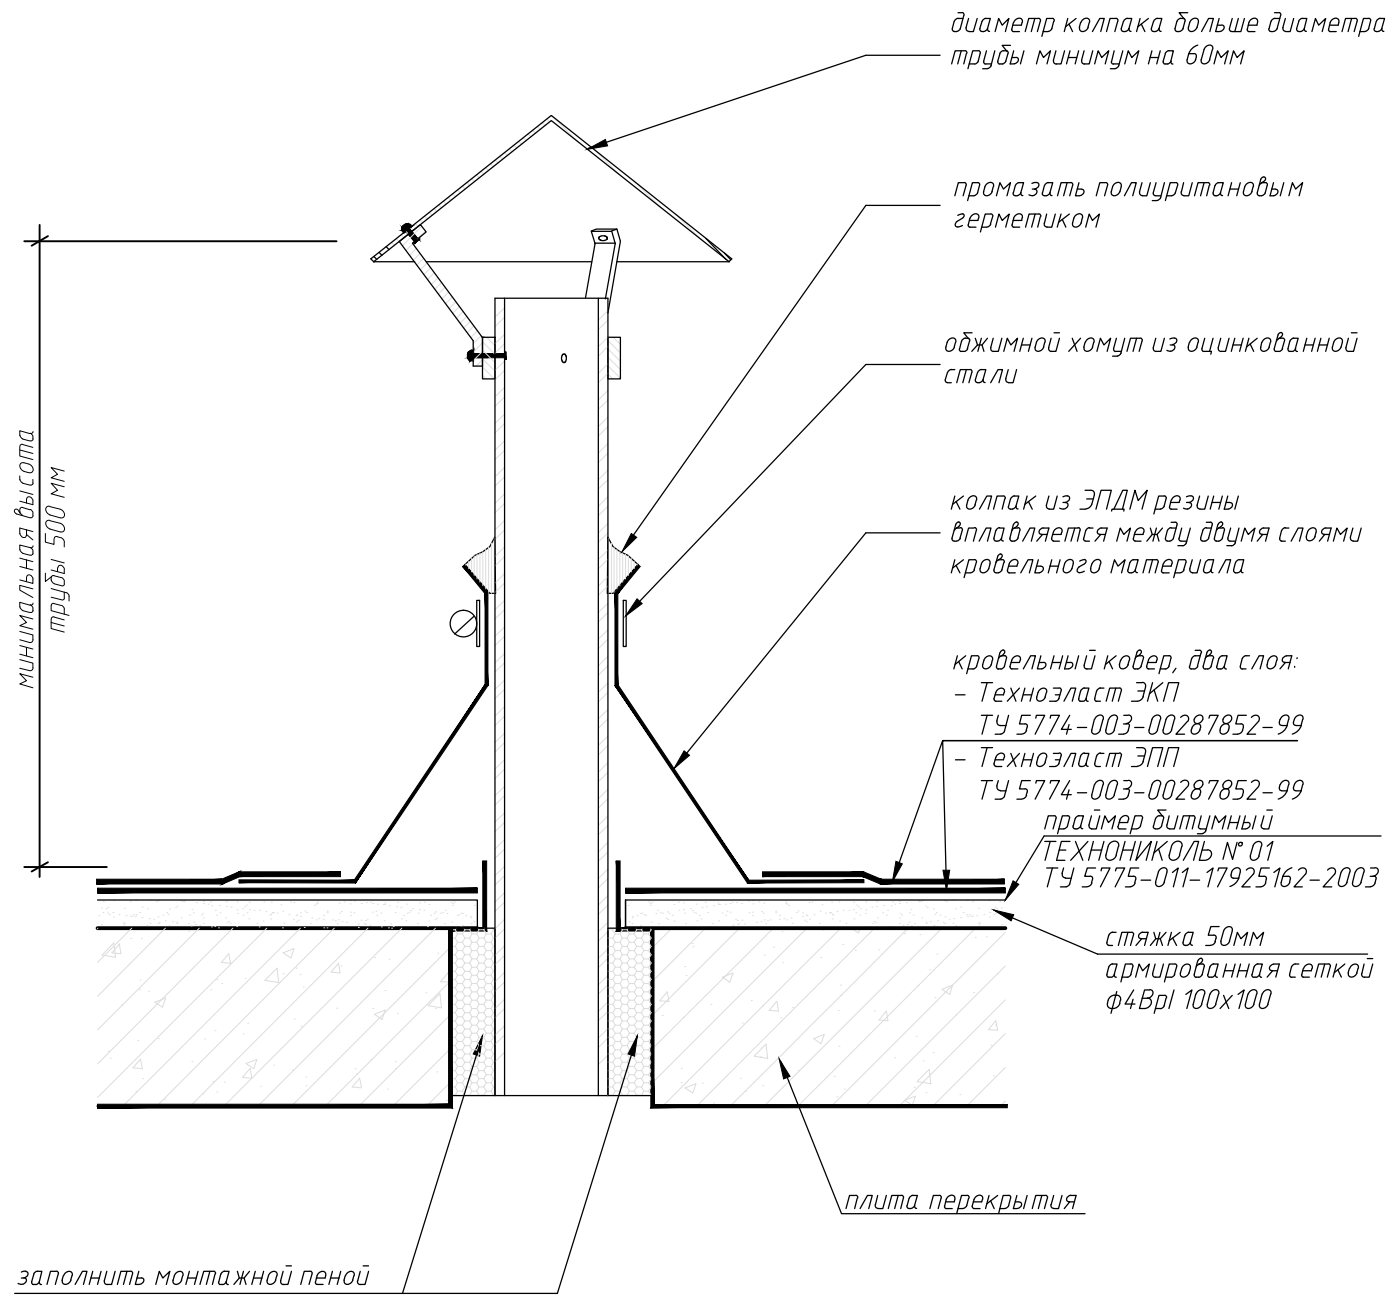 диаметр колпака больше диаметра
трубы минимум на 60мм
промазать полиуритановым
герметиком
обжимной хомут из оцинкованной
стали
минимальная высота
трубы 500 мм
колпак из ЭПДМ резины
вплавляется между двумя слоями
кровельного материала
кровельный ковер, два слоя:
- Техноэласт ЭКП
ТУ 5774-003-00287852-99
- Техноэласт ЭПП
ТУ 5774-003-00287852-99
праймер битумный
ТЕХНОНИКОЛЬ N° 01
ТУ 5775-011-17925162-2003
стяжка 50мм
армированная сеткой
ф4ВрI 100х100
плита перекрытия
заполнить монтажной пеной